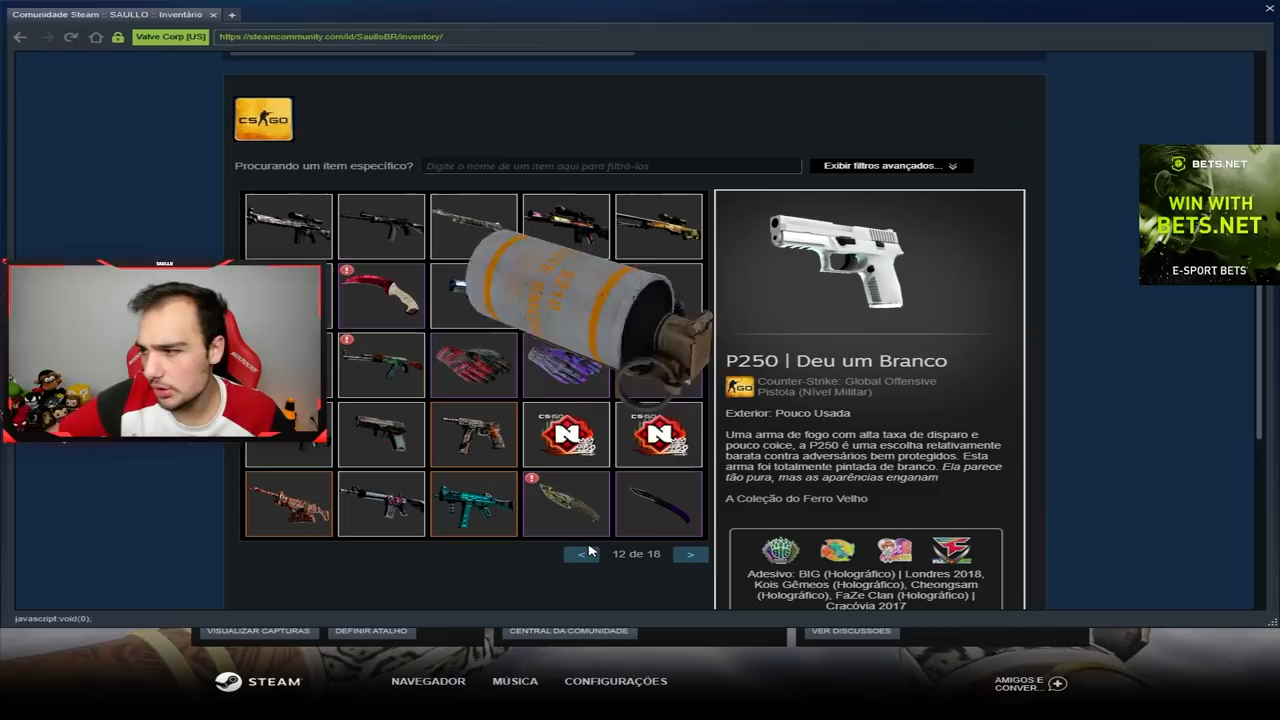 Comunidade Steam :: SAULLO :: Inventário
Valve Corp [US]
https://steamcommunity.com/id/SaulloBR/inventory/
CS GO
Procurando um item específico?
Digite o nome de um item aqui para filtrá-los
Exibir filtros avançados...
BETS.NET
WIN WITH
BETS.NET
E-SPORT BETS
SAULLO
P250 | Deu um Branco
Counter-Strike: Global Offensive
Pistola (Nível Militar)
Exterior: Pouco Usada
Uma arma de fogo com alta taxa de disparo e
pouco coice, a P250 é uma escolha relativamente
barata contra adversários bem protegidos. Esta
arma foi totalmente pintada de branco. Ela parece
tão pura, mas as aparências enganam
A Coleção do Ferro Velho
Adesivo: BIG (Holográfico) | Londres 2018,
Kois Gêmeos (Holográfico), Cheongsam
(Holográfico), FaZe Clan (Holográfico) |
Cracóvia 2017
< 12 de 18 >
javascript:void(0);
VISUALIZAR CAPTURAS
DEFINIR ATALHO
CENTRAL DA COMUNIDADE
VER DISCUSSÕES
STEAM
NAVEGADOR
MÚSICA
CONFIGURAÇÕES
AMIGOS E
CONVER...